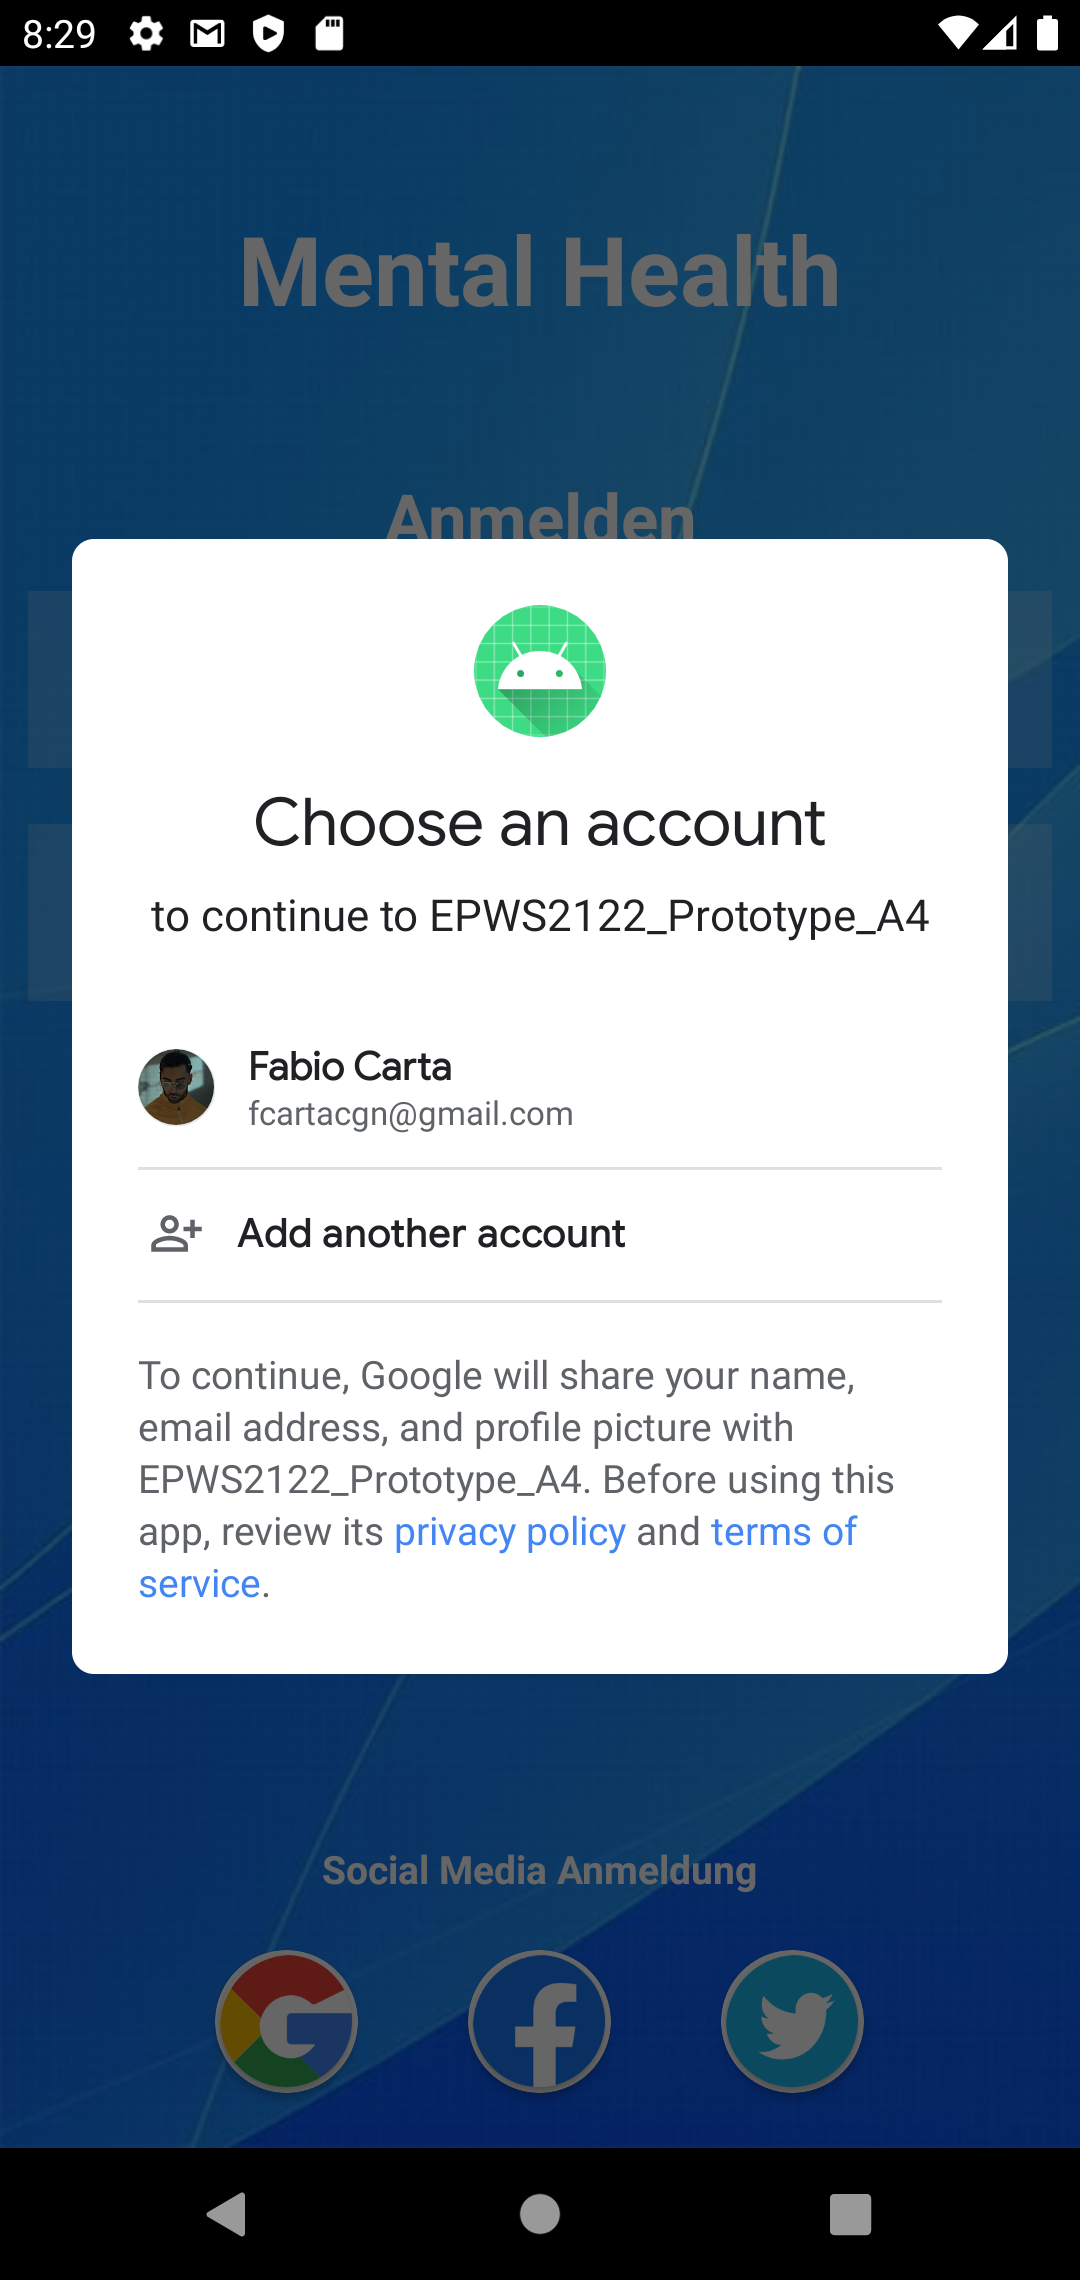 8:29
Mental Health
Anmelden
Choose an account
to continue to EPWS2122_Prototype_A4
Fabio Carta
fcartacgn@gmail.com
Add another account
To continue, Google will share your name,
email address, and profile picture with
EPWS2122_Prototype_A4. Before using this
app, review its privacy policy and terms of
service.
Social Media Anmeldung